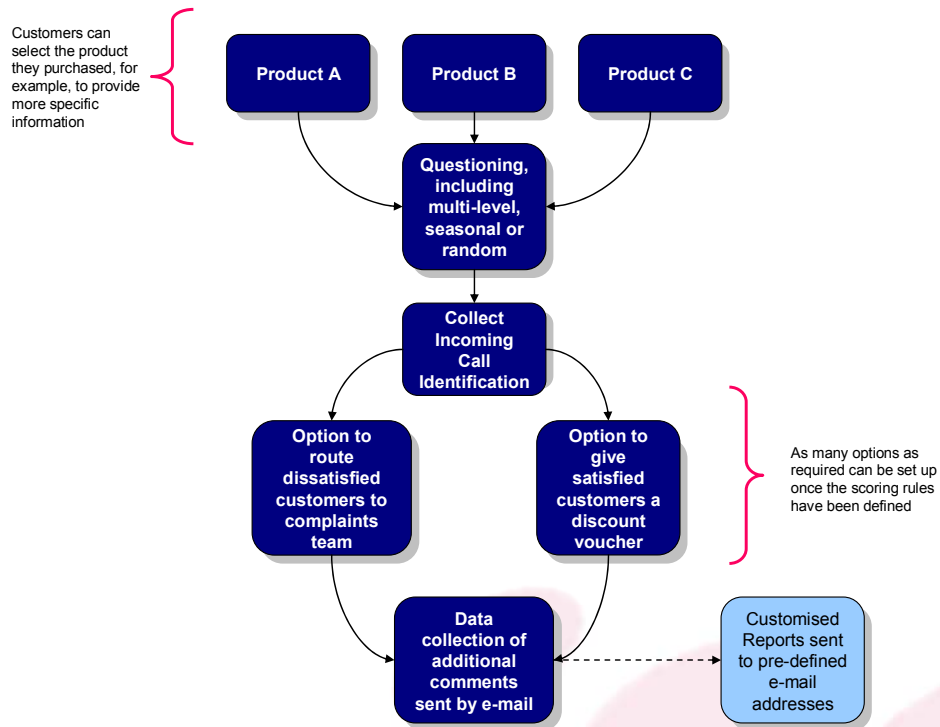 Customers can
select the product
they purchased, for
example, to provide
more specific
information
Product A
Product B
Product C
Questioning,
including
multi-level,
seasonal or
random
Collect
Incoming
Call
Identification
Option to
route
dissatisfied
customers to
complaints
team
Option to
give
satisfied
customers a
discount
voucher
As many options as
required can be set up
once the scoring rules
have been defined
Data
collection of
additional
comments
sent by e-mail
Customised
Reports sent
to pre-defined
e-mail
addresses